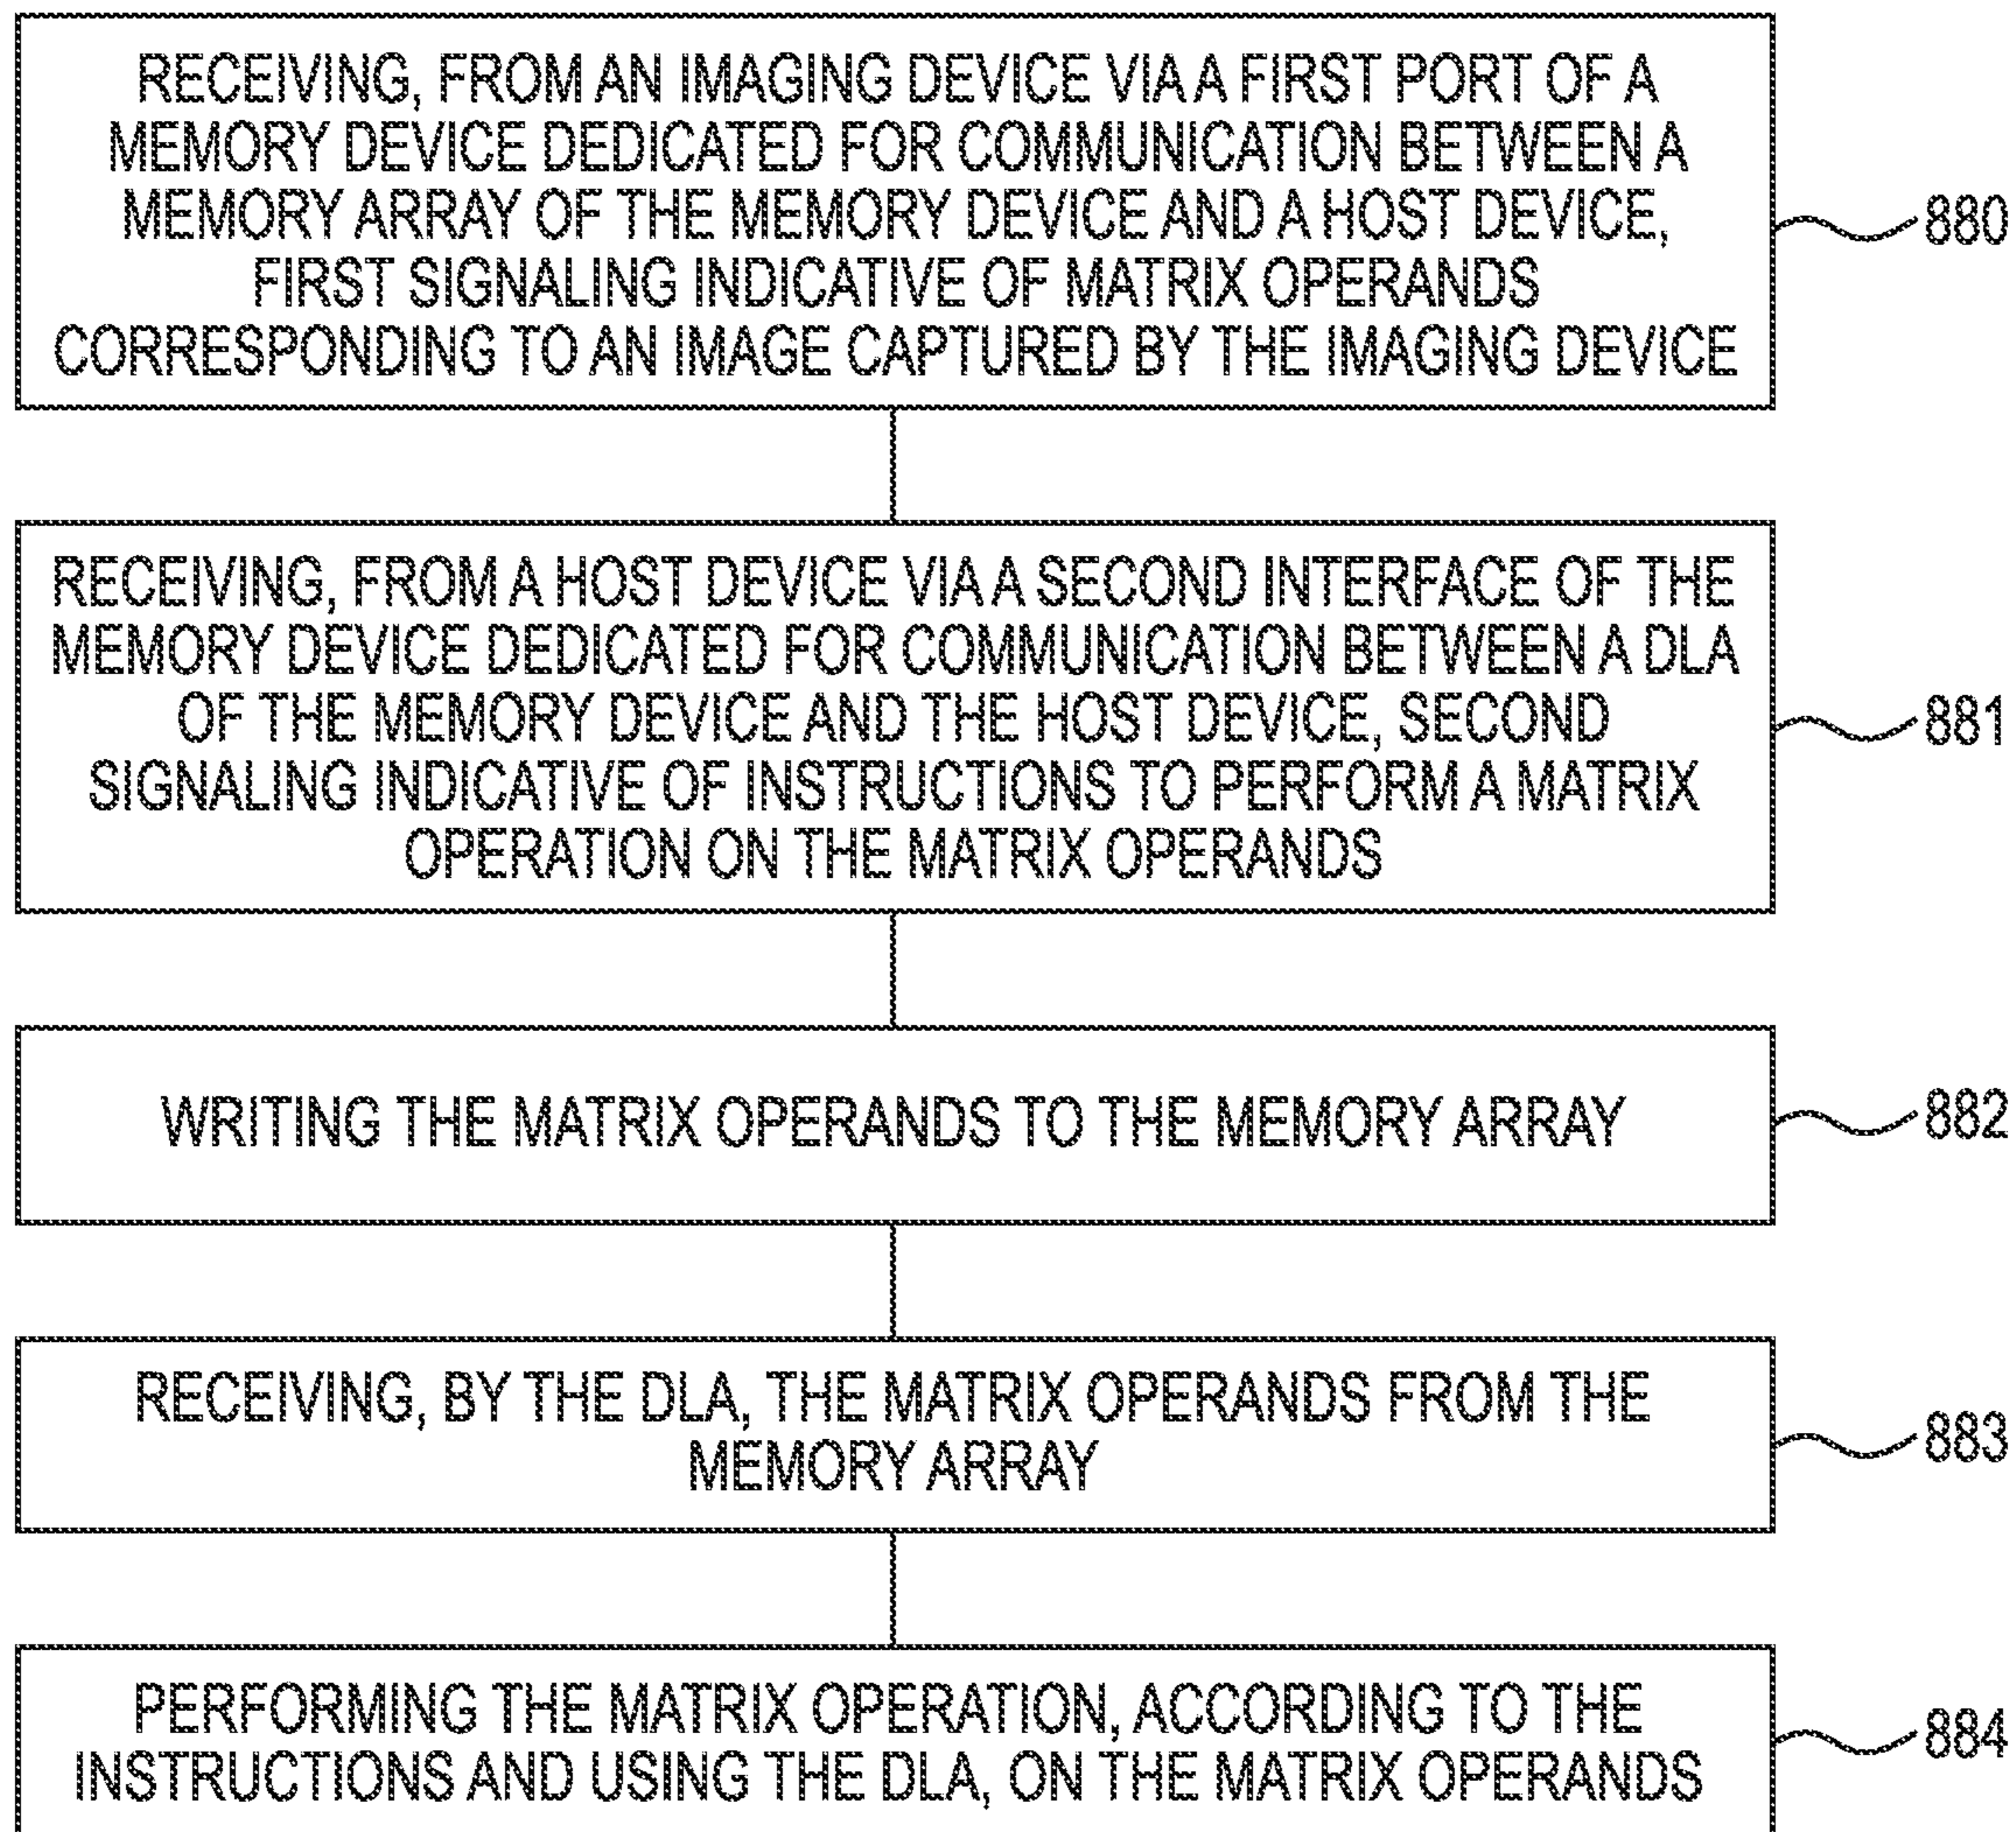 RECEIVING, FROM AN IMAGING DEVICE VIA A FIRST PORT OF A
MEMORY DEVICE DEDICATED FOR COMMUNICATION BETWEEN A
MEMORY ARRAY OF THE MEMORY DEVICE AND A HOST DEVICE,
FIRST SIGNALING INDICATIVE OF MATRIX OPERANDS
CORRESPONDING TO AN IMAGE CAPTURED BY THE IMAGING DEVICE
880
RECEIVING, FROM A HOST DEVICE VIA A SECOND INTERFACE OF THE
MEMORY DEVICE DEDICATED FOR COMMUNICATION BETWEEN A DLA
OF THE MEMORY DEVICE AND THE HOST DEVICE, SECOND
SIGNALING INDICATIVE OF INSTRUCTIONS TO PERFORM A MATRIX
OPERATION ON THE MATRIX OPERANDS
881
WRITING THE MATRIX OPERANDS TO THE MEMORY ARRAY
882
RECEIVING, BY THE DLA, THE MATRIX OPERANDS FROM THE
MEMORY ARRAY
883
PERFORMING THE MATRIX OPERATION, ACCORDING TO THE
INSTRUCTIONS AND USING THE DLA, ON THE MATRIX OPERANDS
884